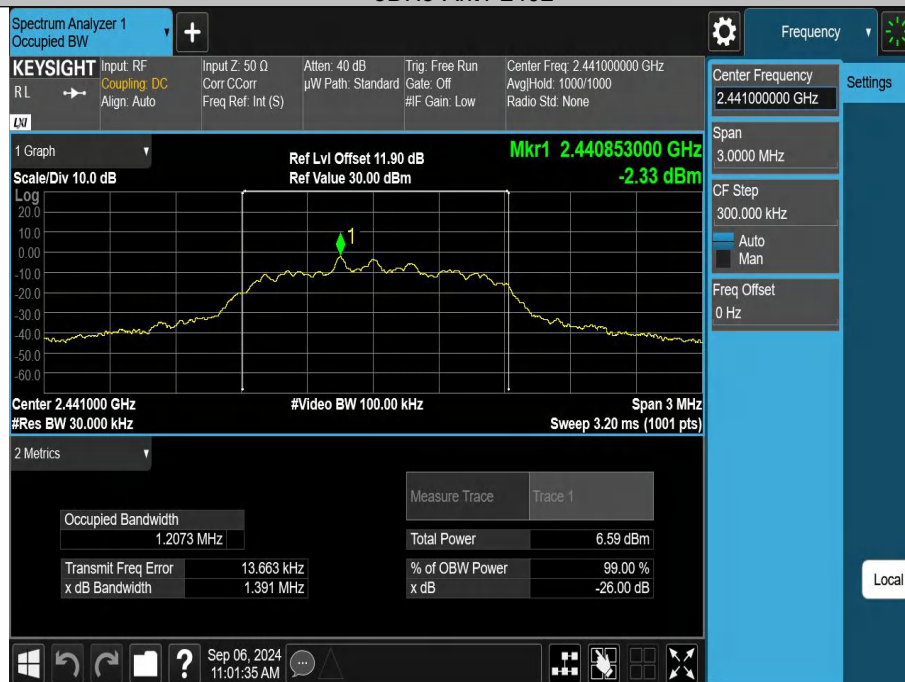 Spectrum Analyzer 1
Occupied BW
+
Frequency
KEYSIGHT
RL
LXI
Input: RF
Coupling: DC
Align: Auto
Input Z: 50 Ω
Corr CCorr
Freq Ref: Int (S)
Atten: 40 dB
µW Path: Standard
Trig: Free Run
Gate: Off
#IF Gain: Low
Center Freq: 2.441000000 GHz
Avg|Hold: 1000/1000
Radio Std: None
Center Frequency
2.441000000 GHz
Settings
Span
3.0000 MHz
CF Step
300.000 kHz
Auto
Man
Freq Offset
0 Hz
Local
1 Graph
Scale/Div 10.0 dB
Ref Lvl Offset 11.90 dB
Ref Value 30.00 dBm
Mkr1 2.440853000 GHz
-2.33 dBm
Log
20.0
10.0
0.00
-10.0
-20.0
-30.0
-40.0
-50.0
-60.0
1
Center 2.441000 GHz
#Res BW 30.000 kHz
#Video BW 100.00 kHz
Span 3 MHz
Sweep 3.20 ms (1001 pts)
2 Metrics
Measure Trace Trace 1
Occupied Bandwidth
1.2073 MHz
Total Power 6.59 dBm
Transmit Freq Error 13.663 kHz
% of OBW Power 99.00 %
x dB Bandwidth 1.391 MHz
x dB -26.00 dB
?
Sep 06, 2024
11:01:35 AM